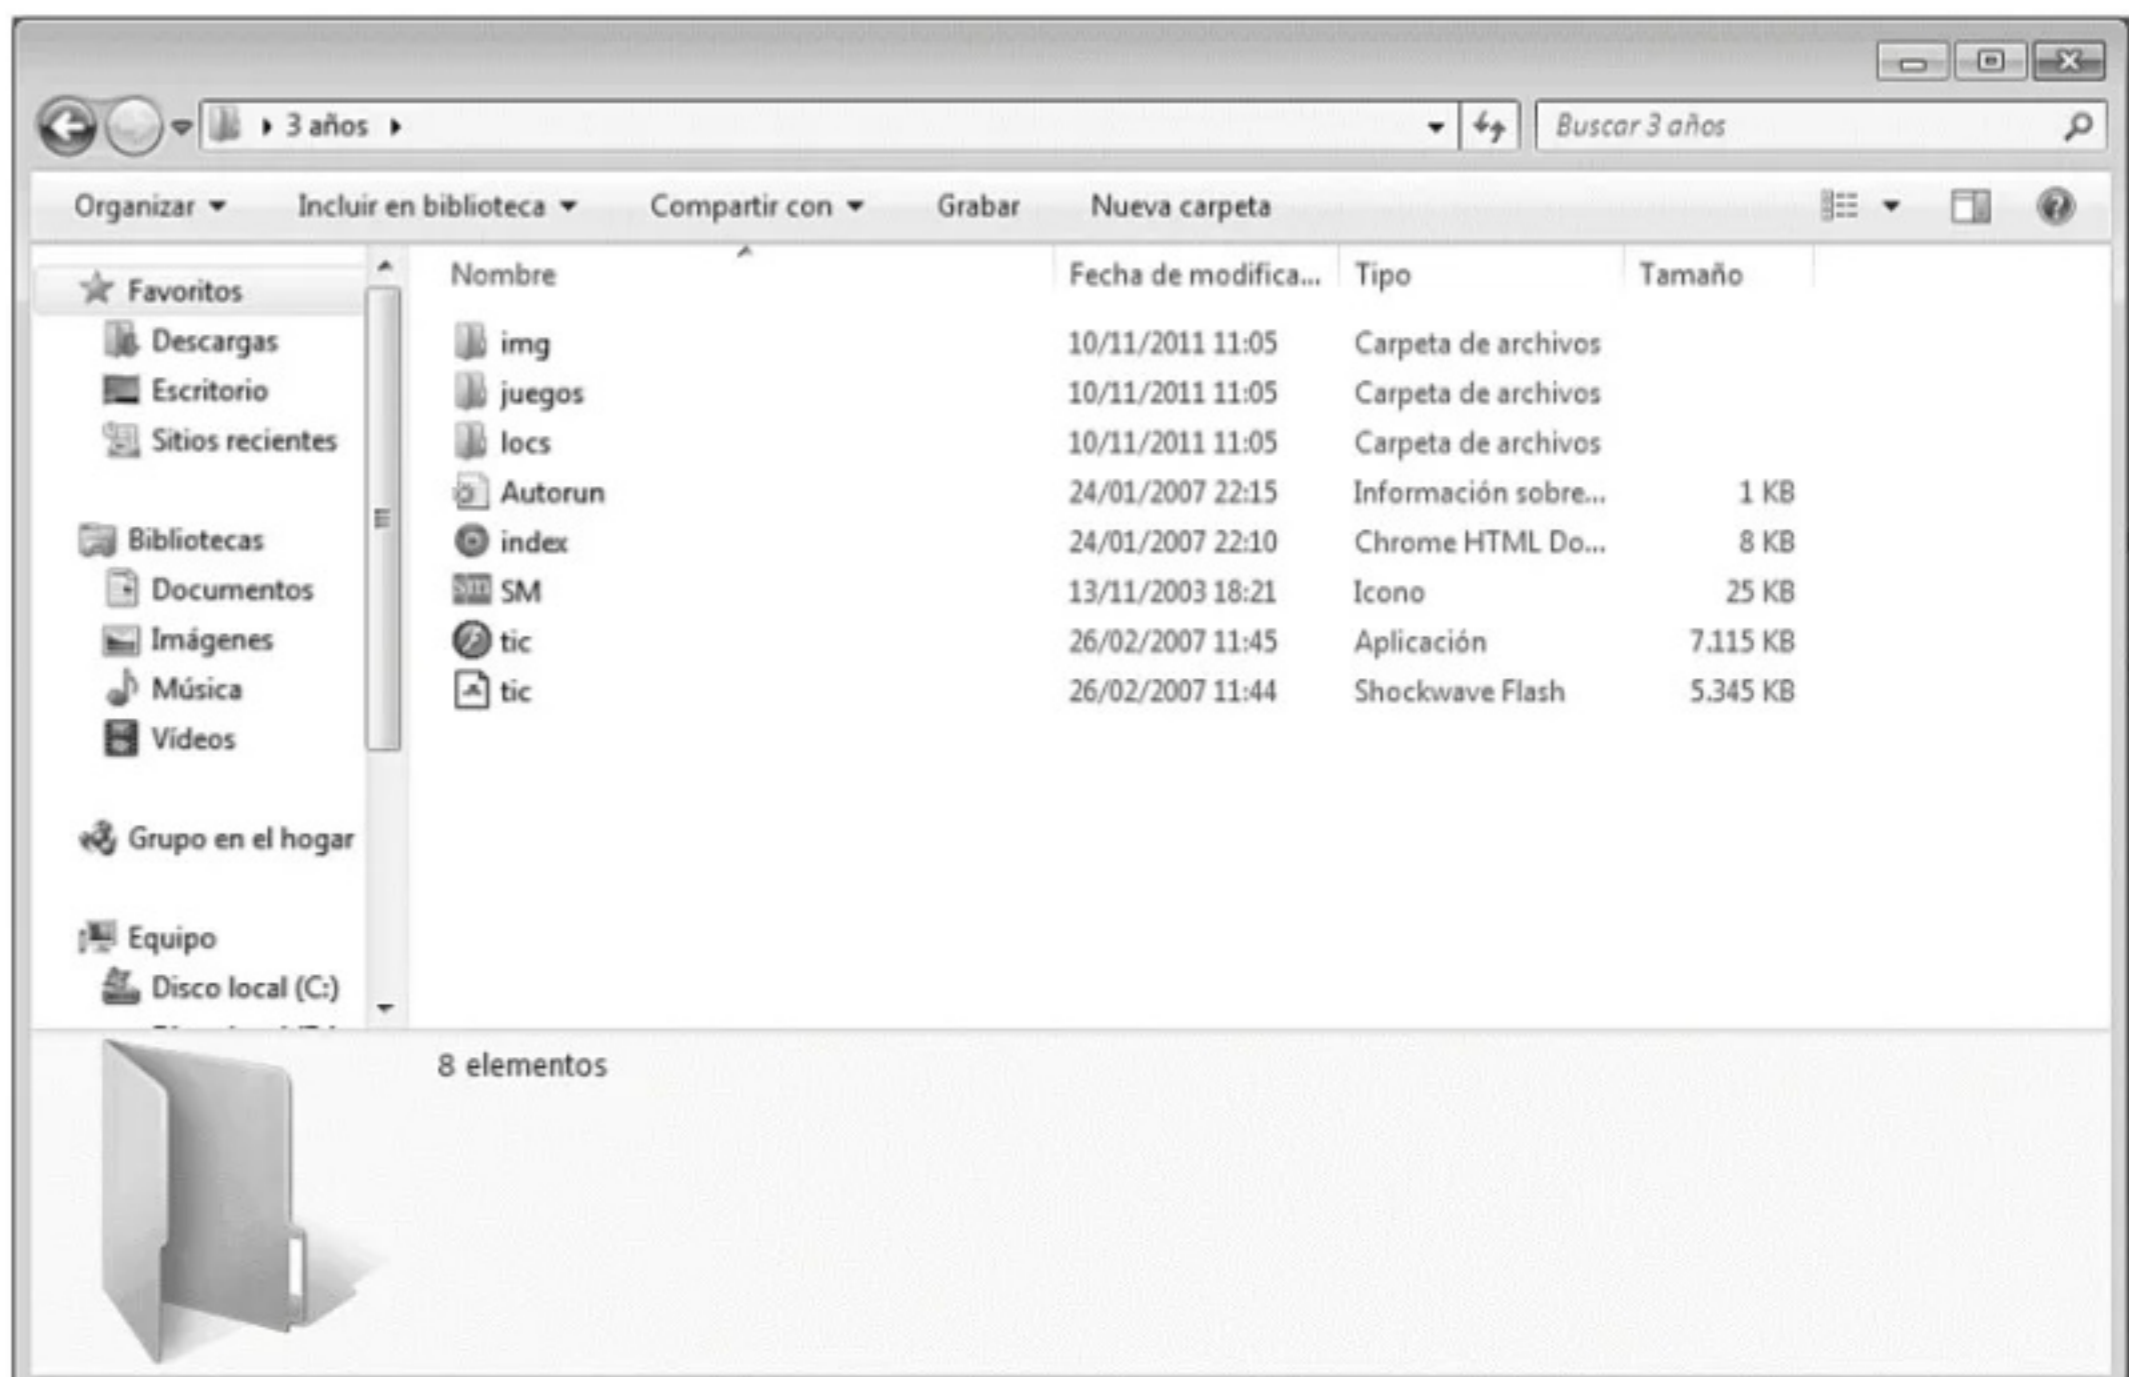 3 años
Buscar 3 años
Organizar Incluir en biblioteca Compartir con Grabar Nueva carpeta
Favoritos
Descargas
Escritorio
Sitios recientes
Bibliotecas
Documentos
Imágenes
Música
Vídeos
Grupo en el hogar
Equipo
Disco local (C:)
Nombre Fecha de modifica... Tipo Tamaño
img 10/11/2011 11:05 Carpeta de archivos
juegos 10/11/2011 11:05 Carpeta de archivos
locs 10/11/2011 11:05 Carpeta de archivos
Autorun 24/01/2007 22:15 Información sobre... 1 KB
index 24/01/2007 22:10 Chrome HTML Do... 8 KB
SM 13/11/2003 18:21 Icono 25 KB
tic 26/02/2007 11:45 Aplicación 7.115 KB
tic 26/02/2007 11:44 Shockwave Flash 5.345 KB
8 elementos